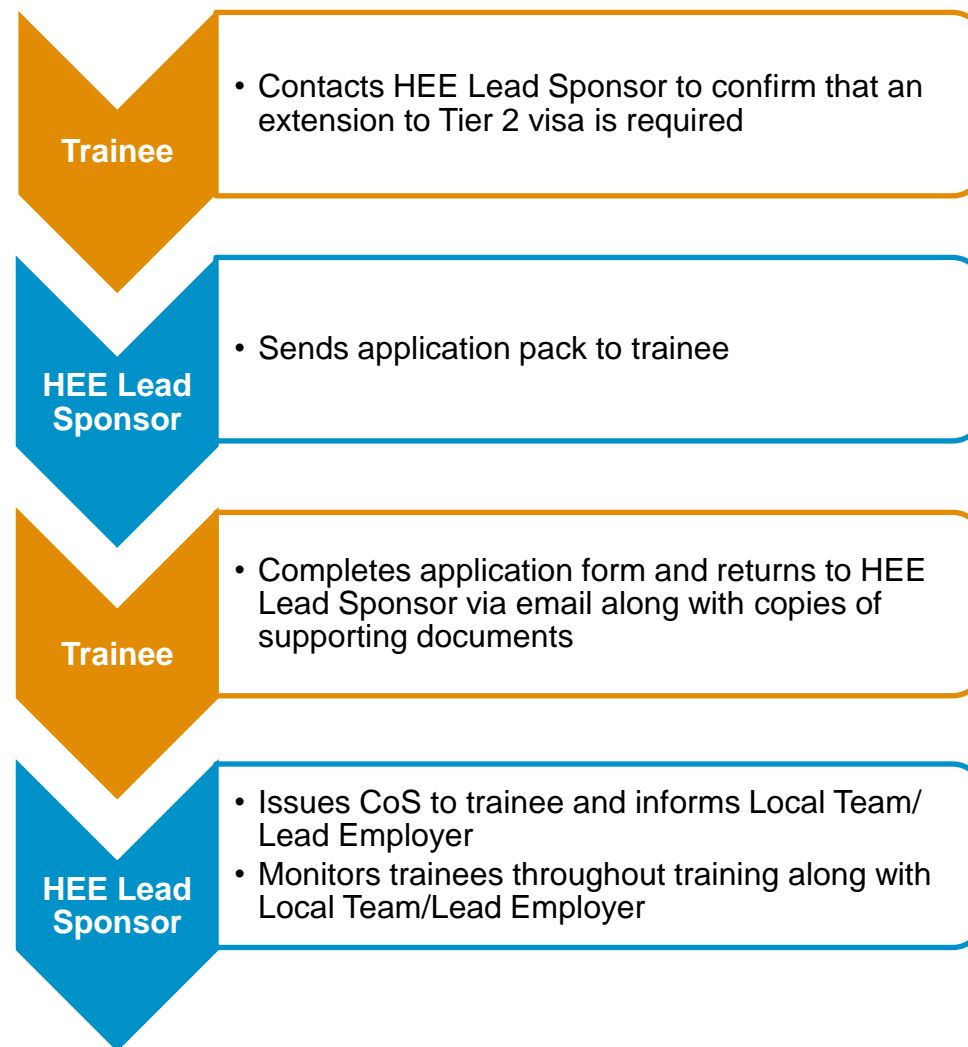 Trainee
• Contacts HEE Lead Sponsor to confirm that an
extension to Tier 2 visa is required
HEE Lead
Sponsor
• Sends application pack to trainee
Trainee
• Completes application form and returns to HEE
Lead Sponsor via email along with copies of
supporting documents
HEE Lead
Sponsor
• Issues CoS to trainee and informs Local Team/
Lead Employer
• Monitors trainees throughout training along with
Local Team/Lead Employer